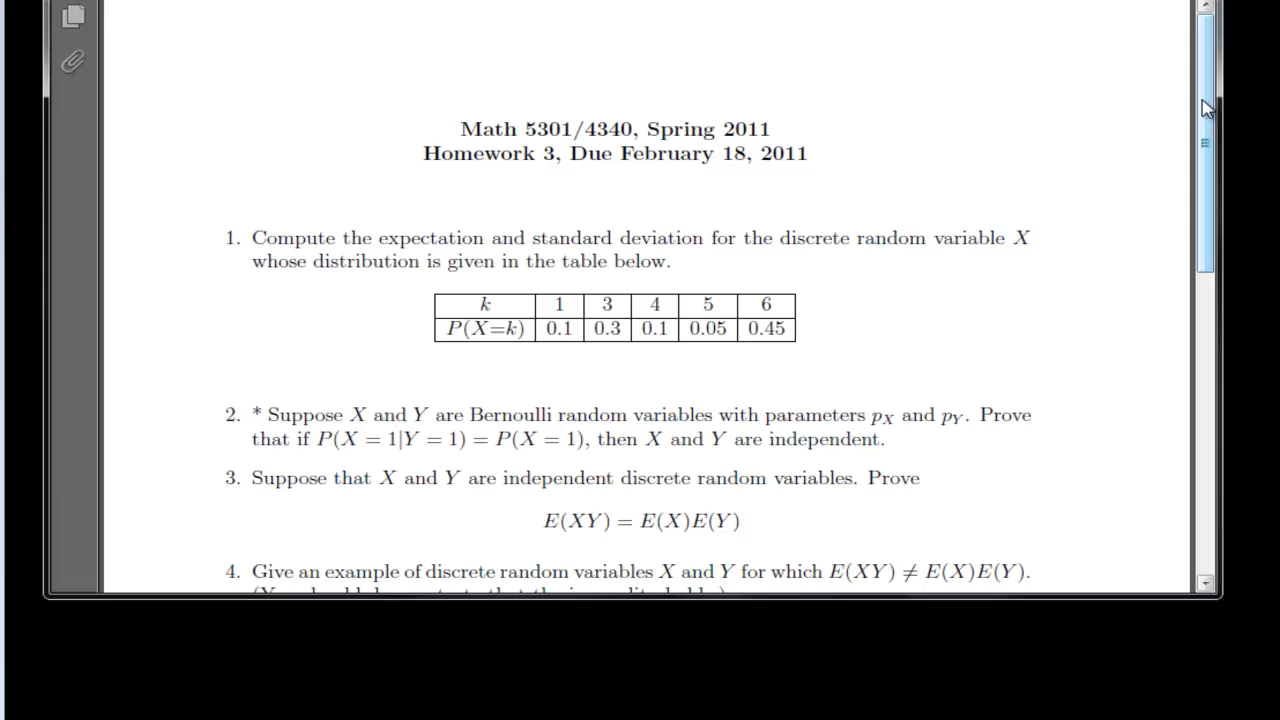 Math 5301/4340, Spring 2011
Homework 3, Due February 18, 2011
1. Compute the expectation and standard deviation for the discrete random variable X
whose distribution is given in the table below.
k 1 3 4 5 6
P(X=k) 0.1 0.3 0.1 0.05 0.45
2. * Suppose X and Y are Bernoulli random variables with parameters pX and pY. Prove
that if P(X = 1|Y = 1) = P(X = 1), then X and Y are independent.
3. Suppose that X and Y are independent discrete random variables. Prove
E(XY) = E(X)E(Y)
4. Give an example of discrete random variables X and Y for which E(XY) ≠ E(X)E(Y).